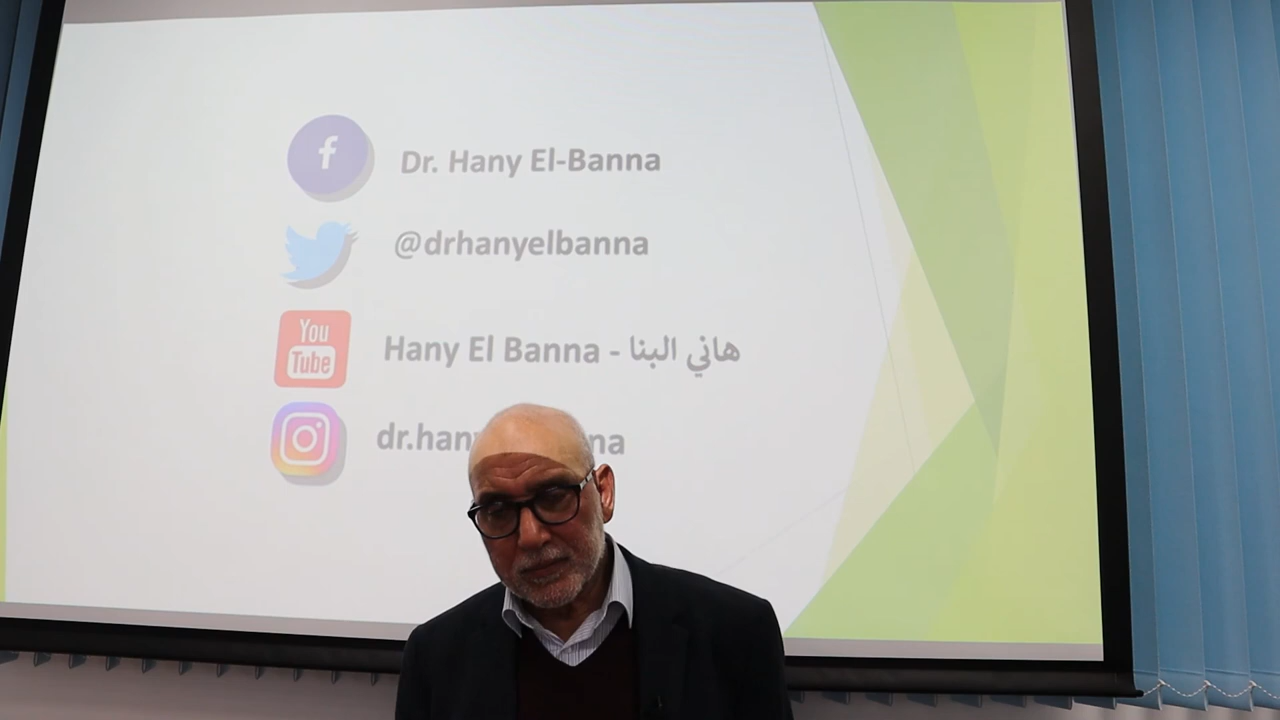 f
Dr. Hany El-Banna
@drhanyelbanna
You
Tube
Hany El Banna - هاني البنا